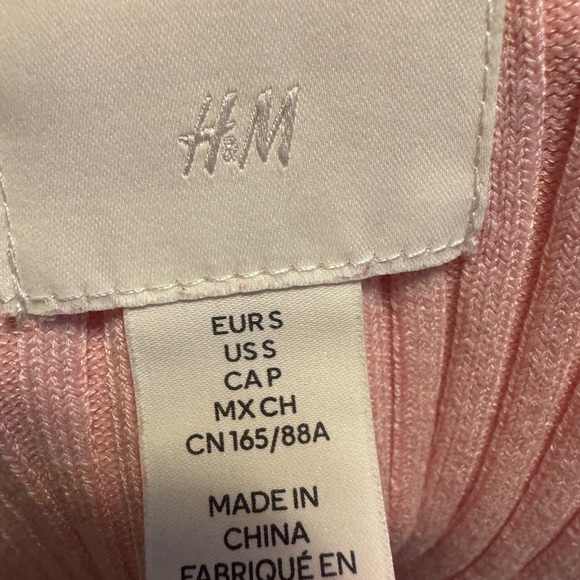 H&M
EUR S
US S
CA P
MX CH
CN 165/88A
MADE IN
CHINA
FABRIQUÉ EN